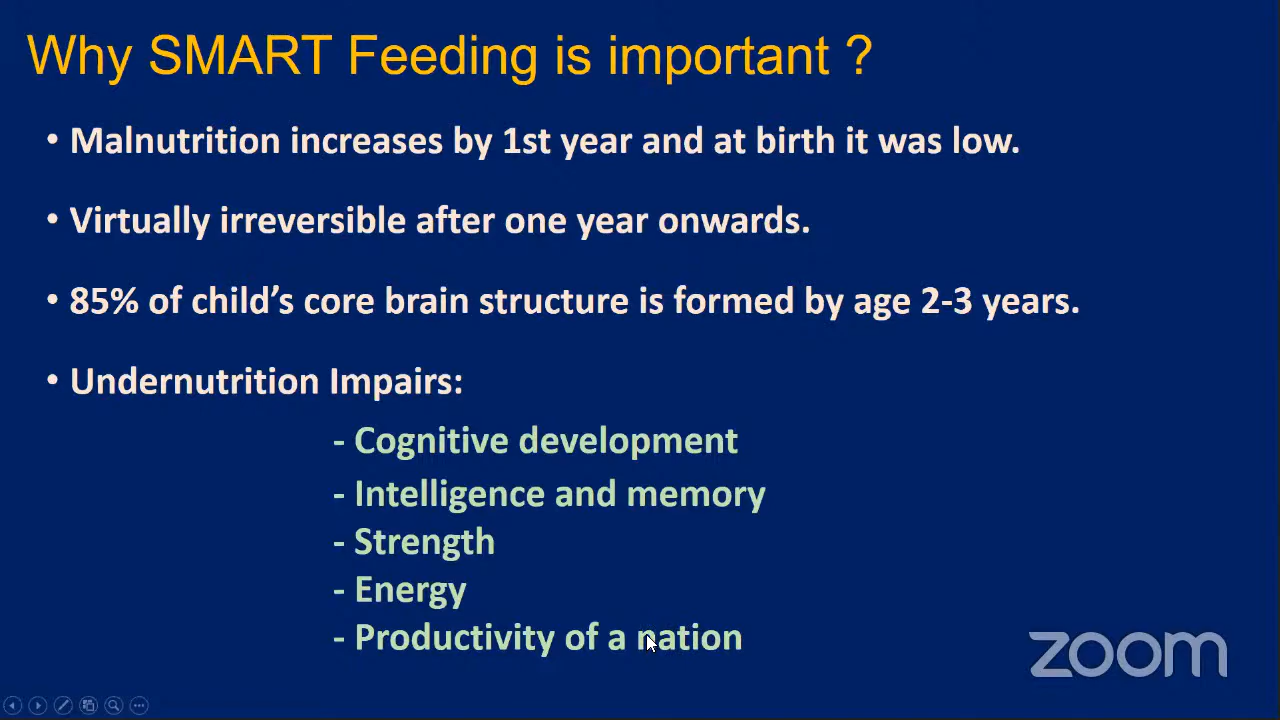 Why SMART Feeding is important ?
• Malnutrition increases by 1st year and at birth it was low.
• Virtually irreversible after one year onwards.
• 85% of child’s core brain structure is formed by age 2-3 years.
• Undernutrition Impairs:
- Cognitive development
- Intelligence and memory
- Strength
- Energy
- Productivity of a nation
zoom